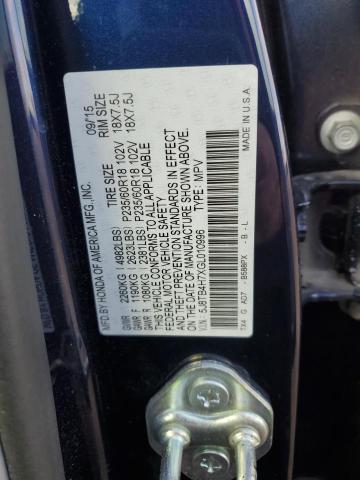 MFD.BY HONDA OF AMERICA MFG.,INC. 09/15
TIRE SIZE RIM SIZE
GVWR 2260KG (4982LBS) P235/60R18 102V 18X7.5J
GAWR F 1190KG (2623LBS) P235/60R18 102V 18X7.5J
GAWR R 1080KG (2381LBS)
THIS VEHICLE CONFORMS TO ALL APPLICABLE
FEDERAL MOTOR VEHICLE SAFETY STANDARDS IN EFFECT
ON THE DATE OF MANUFACTURE SHOWN ABOVE.
V.I.N.: 5J8TB4H7XGL010996 TYPE: MPV
TX4 G AD7 -B588PX -B-L MADE IN U.S.A.